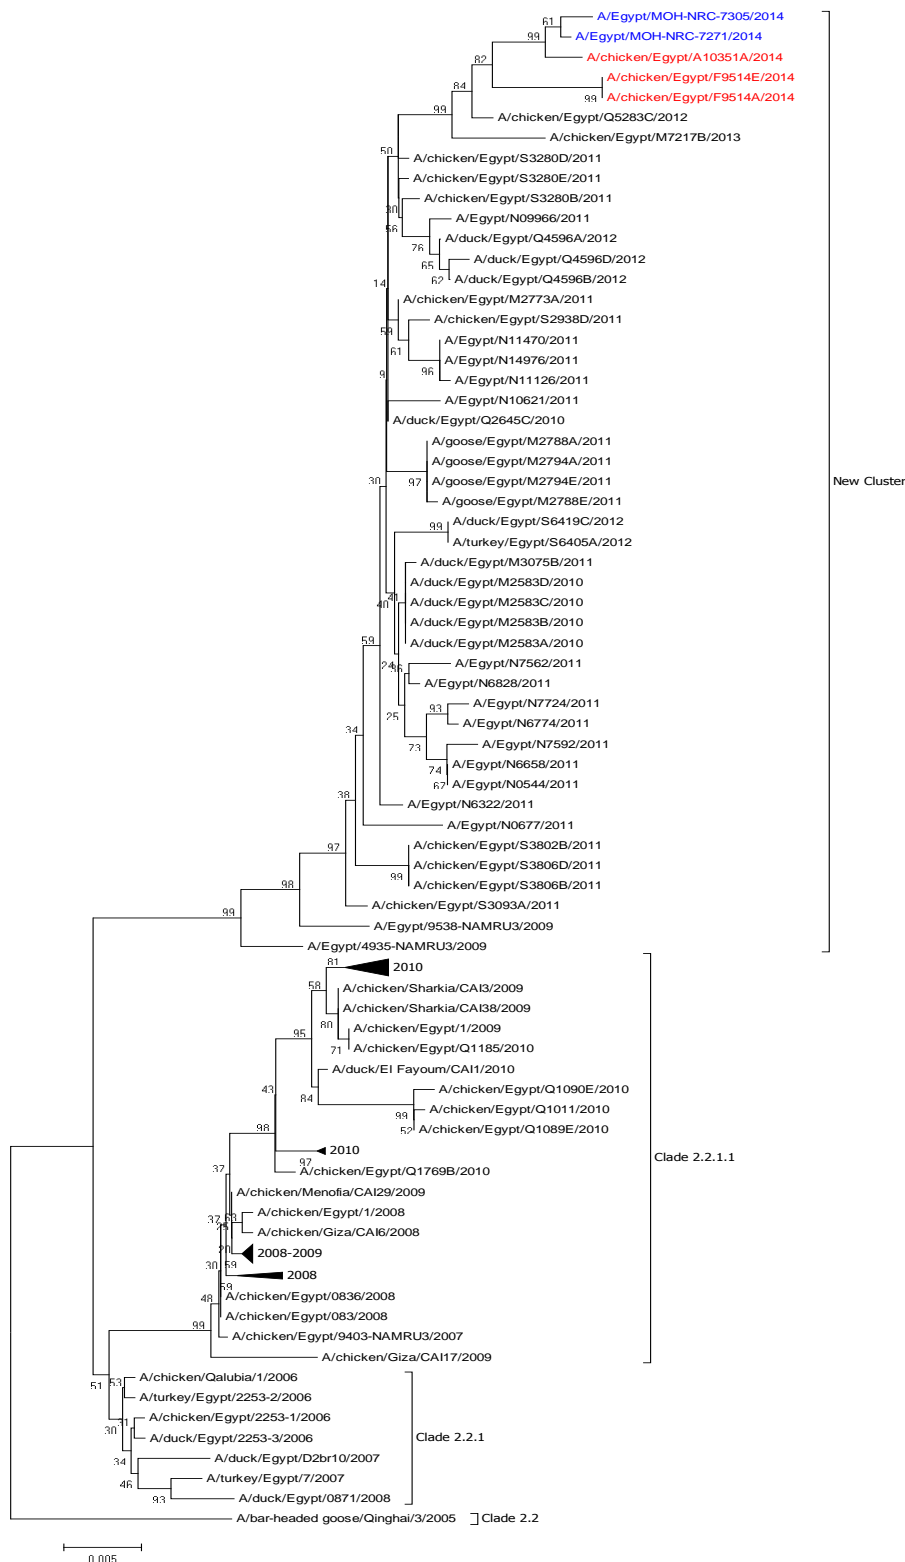 61
A/Egypt/MOH-NRC-7305/2014
99
A/Egypt/MOH-NRC-7271/2014
82
A/chicken/Egypt/A10351A/2014
A/chicken/Egypt/F9514E/2014
84
99
A/chicken/Egypt/F9514A/2014
99
A/chicken/Egypt/Q5283C/2012
A/chicken/Egypt/M7217B/2013
50
A/chicken/Egypt/S3280D/2011
A/chicken/Egypt/S3280E/2011
A/chicken/Egypt/S3280B/2011
30
A/Egypt/N09966/2011
56
A/duck/Egypt/Q4596A/2012
76
A/duck/Egypt/Q4596D/2012
65
A/duck/Egypt/Q4596B/2012
62
14
A/chicken/Egypt/M2773A/2011
A/chicken/Egypt/S2938D/2011
59
A/Egypt/N11470/2011
61
A/Egypt/N14976/2011
96
A/Egypt/N11126/2011
9
A/Egypt/N10621/2011
A/duck/Egypt/Q2645C/2010
A/goose/Egypt/M2788A/2011
A/goose/Egypt/M2794A/2011
30
97
A/goose/Egypt/M2794E/2011
New Cluster
A/goose/Egypt/M2788E/2011
99
A/duck/Egypt/S6419C/2012
A/turkey/Egypt/S6405A/2012
A/duck/Egypt/M3075B/2011
A/duck/Egypt/M2583D/2010
40
41
A/duck/Egypt/M2583C/2010
A/duck/Egypt/M2583B/2010
59
A/duck/Egypt/M2583A/2010
24
A/Egypt/N7562/2011
A/Egypt/N6828/2011
A/Egypt/N7724/2011
25
93
A/Egypt/N6774/2011
34
73
A/Egypt/N7592/2011
74
A/Egypt/N6658/2011
67
A/Egypt/N0544/2011
38
A/Egypt/N6322/2011
A/Egypt/N0677/2011
97
A/chicken/Egypt/S3802B/2011
A/chicken/Egypt/S3806D/2011
99
A/chicken/Egypt/S3806B/2011
98
A/chicken/Egypt/S3093A/2011
99
A/Egypt/9538-NAMRU3/2009
A/Egypt/4935-NAMRU3/2009
81
2010
58
A/chicken/Sharkia/CAI3/2009
A/chicken/Sharkia/CAI38/2009
80
95
A/chicken/Egypt/1/2009
71
A/chicken/Egypt/Q1185/2010
A/duck/El Fayoum/CAI1/2010
43
84
A/chicken/Egypt/Q1090E/2010
99
A/chicken/Egypt/Q1011/2010
98
52
A/chicken/Egypt/Q1089E/2010
2010
Clade 2.2.1.1
97
37
A/chicken/Egypt/Q1769B/2010
A/chicken/Menofia/CAI29/2009
A/chicken/Egypt/1/2008
37
63
A/chicken/Giza/CAI6/2008
20
2008-2009
30
59
2008
59
A/chicken/Egypt/0836/2008
48
A/chicken/Egypt/083/2008
99
A/chicken/Egypt/9403-NAMRU3/2007
A/chicken/Giza/CAI17/2009
51
53
A/chicken/Qalubia/1/2006
A/turkey/Egypt/2253-2/2006
30
31
A/chicken/Egypt/2253-1/2006
A/duck/Egypt/2253-3/2006
Clade 2.2.1
34
A/duck/Egypt/D2br10/2007
46
A/turkey/Egypt/7/2007
93
A/duck/Egypt/0871/2008
A/bar-headed goose/Qinghai/3/2005
Clade 2.2
0.005